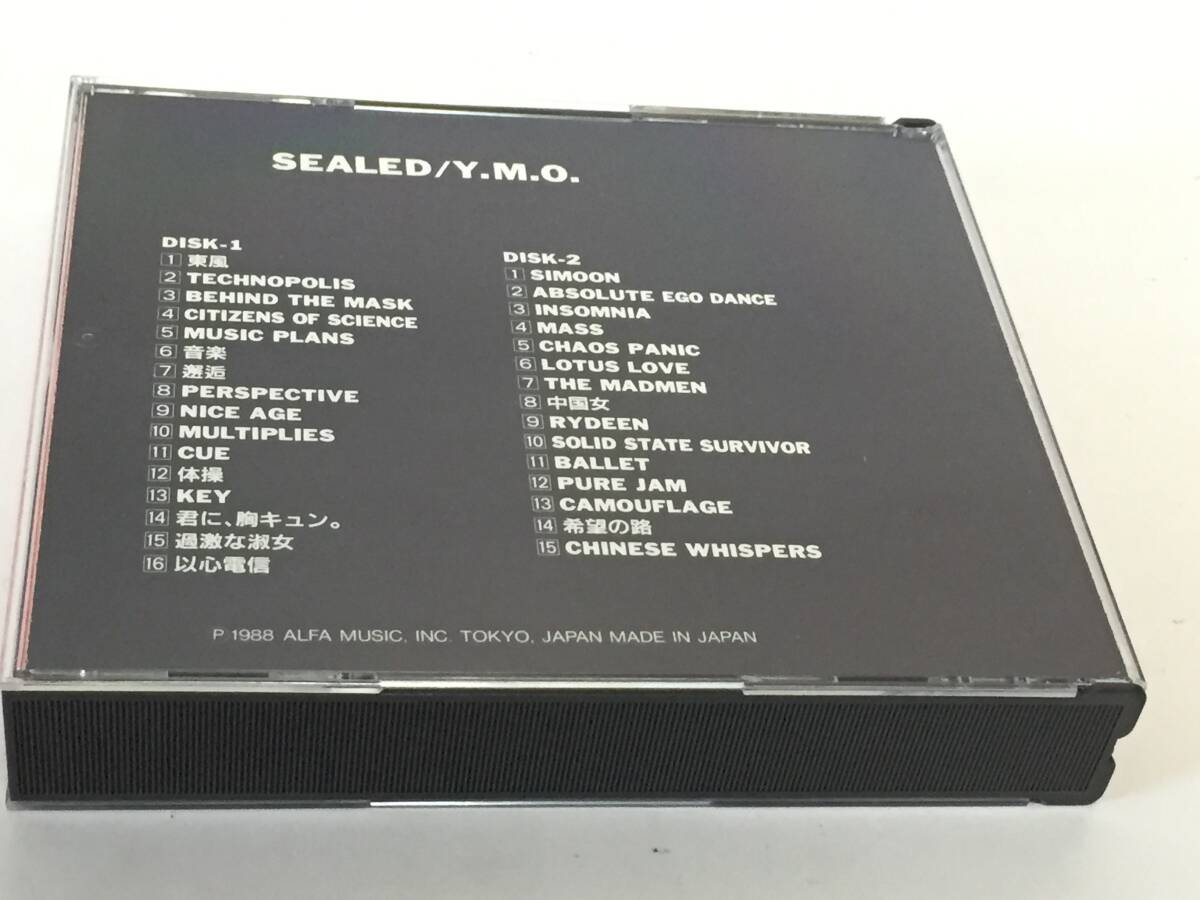 SEALED/Y.M.O.
DISK-1
1 東風
2 TECHNOPOLIS
3 BEHIND THE MASK
4 CITIZENS OF SCIENCE
5 MUSIC PLANS
6 音楽
7 邂逅
8 PERSPECTIVE
9 NICE AGE
10 MULTIPLIES
11 CUE
12 体操
13 KEY
14 君に、胸キュン。
15 過激な淑女
16 以心電信
DISK-2
1 SIMOON
2 ABSOLUTE EGO DANCE
3 INSOMNIA
4 MASS
5 CHAOS PANIC
6 LOTUS LOVE
7 THE MADMEN
8 中国女
9 RYDEEN
10 SOLID STATE SURVIVOR
11 BALLET
12 PURE JAM
13 CAMOUFLAGE
14 希望の路
15 CHINESE WHISPERS
℗ 1988 ALFA MUSIC, INC. TOKYO, JAPAN MADE IN JAPAN